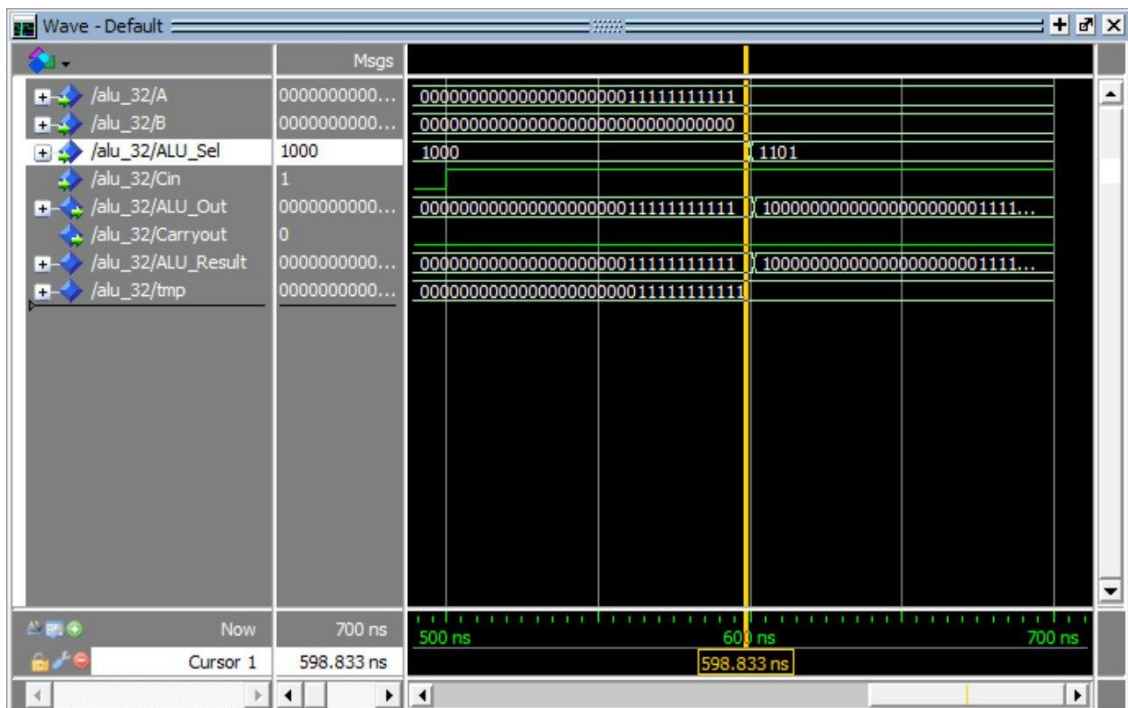 Wave - Default
Msgs
/alu_32/A 0000000000... 00000000000000000000011111111111
/alu_32/B 0000000000... 00000000000000000000000000000000
/alu_32/ALU_Sel 1000 1000 1101
/alu_32/Cin 1
/alu_32/ALU_Out 0000000000... 00000000000000000000011111111111 10000000000000000000001111...
/alu_32/Carryout 0
/alu_32/ALU_Result 0000000000... 00000000000000000000011111111111 10000000000000000000001111...
/alu_32/tmp 0000000000... 000000000000000000000011111111111
Now 700 ns 500 ns 600 ns 700 ns
Cursor 1 598.833 ns 598.833 ns